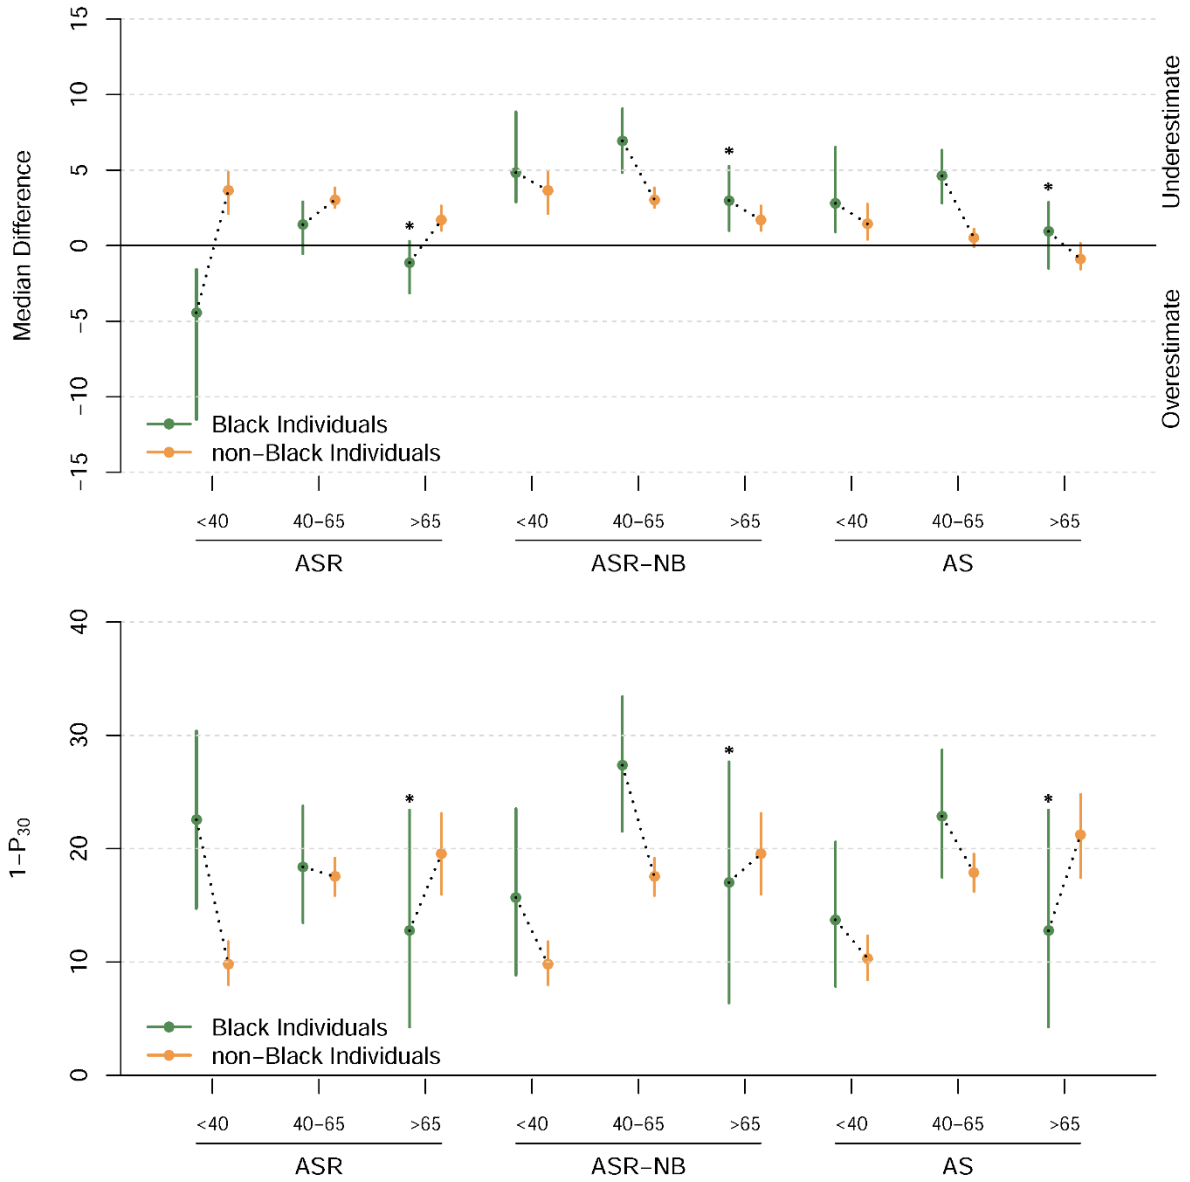 15
10
5
0
−5
−10
−15
Median Difference
Underestimate
Overestimate
*
*
*
Black Individuals
non−Black Individuals
<40 40−65 >65 <40 40−65 >65 <40 40−65 >65
ASR ASR−NB AS
40
30
20
10
0
1−P30
*
*
*
Black Individuals
non−Black Individuals
<40 40−65 >65 <40 40−65 >65 <40 40−65 >65
ASR ASR−NB AS